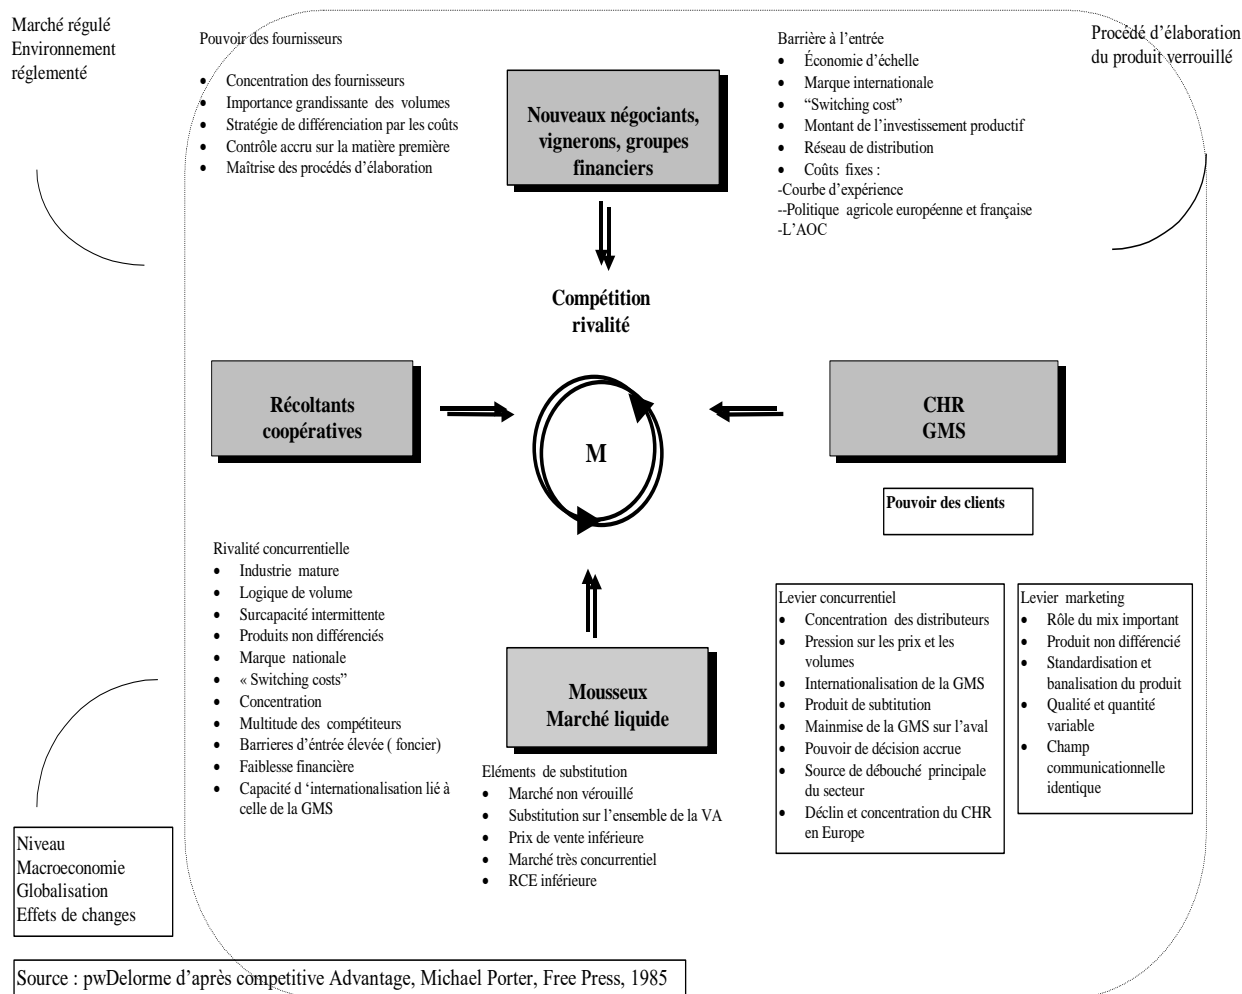 Marché régulé
Environnement
réglementé
Pouvoir des fournisseurs
• Concentration des fournisseurs
• Importance grandissante des volumes
• Stratégie de différenciation par les coûts
• Contrôle accru sur la matière première
• Maîtrise des procédés d’élaboration
Nouveaux négociants,
vignerons, groupes
financiers
Barrière à l’entrée
• Économie d’échelle
• Marque internationale
• “Switching cost”
• Montant de l’investissement productif
• Réseau de distribution
• Coûts fixes :
-Courbe d’expérience
--Politique agricole européenne et française
-L’AOC
Procédé d’élaboration
du produit verrouillé
Compétition
rivalité
Récoltants
coopératives
M
CHR
GMS
Pouvoir des clients
Rivalité concurrentielle
• Industrie mature
• Logique de volume
• Surcapacité intermittente
• Produits non différenciés
• Marque nationale
• « Switching costs”
• Concentration
• Multitude des compétiteurs
• Barrieres d’éntrée élevée ( foncier)
• Faiblesse financière
• Capacité d ‘internationalisation lié à
celle de la GMS
Mousseux
Marché liquide
Eléments de substitution
• Marché non vérouillé
• Substitution sur l’ensemble de la VA
• Prix de vente inférieure
• Marché très concurrentiel
• RCE inférieure
Levier concurrentiel
• Concentration des distributeurs
• Pression sur les prix et les
volumes
• Internationalisation de la GMS
• Produit de subtitution
• Mainmise de la GMS sur l’aval
• Pouvoir de décision accrue
• Source de débouché principale
du secteur
• Déclin et concentration du CHR
en Europe
Levier marketing
• Rôle du mix important
• Produit non différencié
• Standardisation et
banalisation du produit
• Qualité et quantité
variable
• Champ
communicationnelle
identique
Niveau
Macroeconomie
Globalisation
Effets de changes
Source : pwDelorme d’après competitive Advantage, Michael Porter, Free Press, 1985